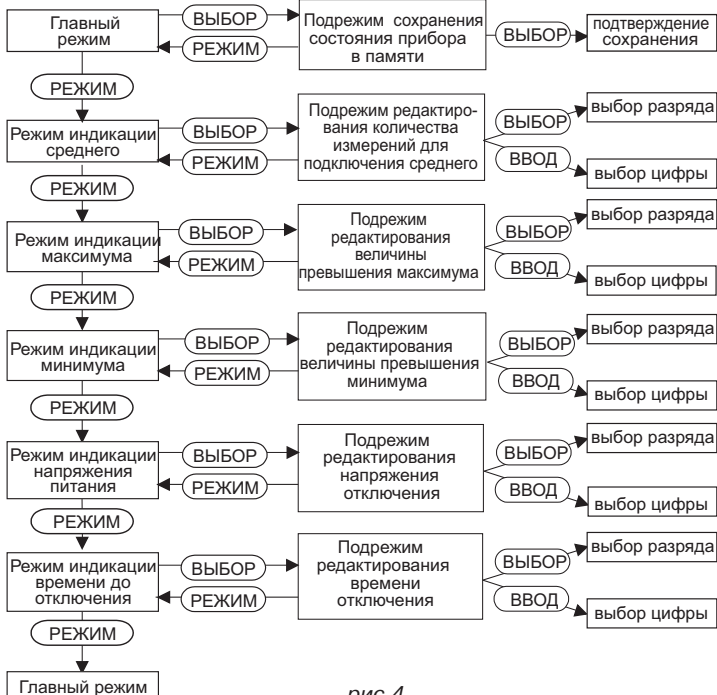 Главный
режим
ВЫБОР
РЕЖИМ
Подрежим сохранения
состояния прибора
в памяти
ВЫБОР
подтверждение
сохранения
РЕЖИМ
Режим индикации
среднего
ВЫБОР
РЕЖИМ
Подрежим редактиро-
вания количества
измерений для
подключения среднего
ВЫБОР
ВВОД
выбор разряда
выбор цифры
РЕЖИМ
Режим индикации
максимума
ВЫБОР
РЕЖИМ
Подрежим
редактирования
величины
превышения максимума
ВЫБОР
ВВОД
выбор разряда
выбор цифры
РЕЖИМ
Режим индикации
минимума
ВЫБОР
РЕЖИМ
Подрежим
редактирования
величины превышения
минимума
ВЫБОР
ВВОД
выбор разряда
выбор цифры
РЕЖИМ
Режим индикации
напряжения
питания
ВЫБОР
РЕЖИМ
Подрежим
редактирования
напряжения
отключения
ВЫБОР
ВВОД
выбор разряда
выбор цифры
РЕЖИМ
Режим индикации
времени до
отключения
ВЫБОР
РЕЖИМ
Подрежим
редактирования
времени
отключения
ВЫБОР
ВВОД
выбор разряда
выбор цифры
РЕЖИМ
Главный режим
рис 4